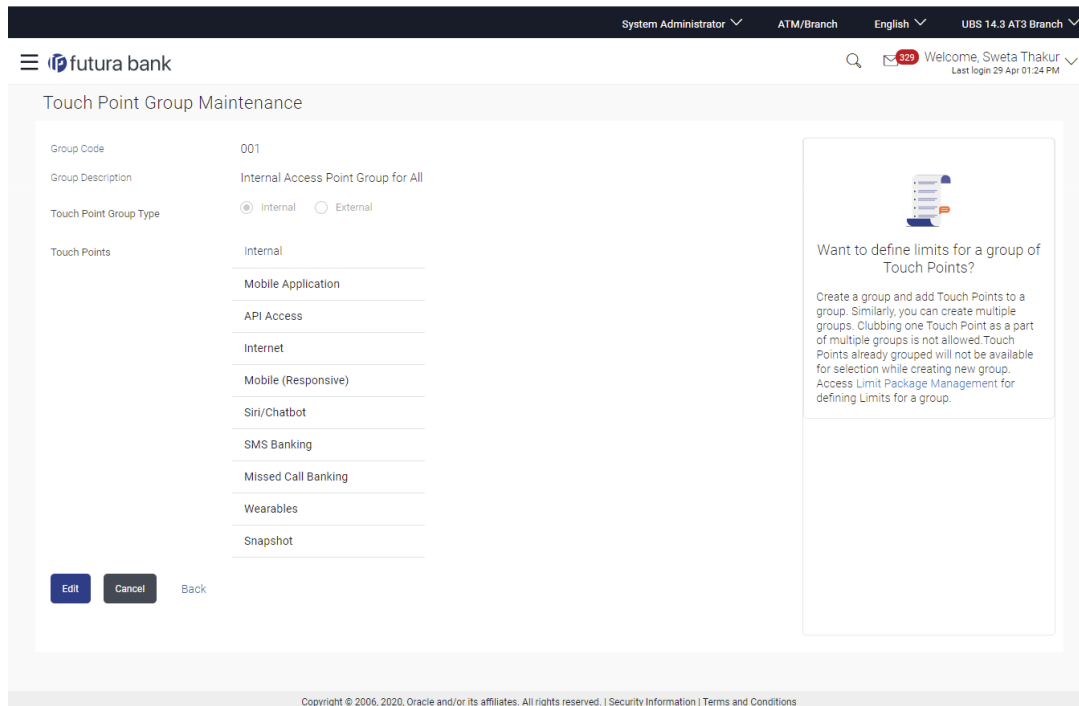 System Administrator ATM/Branch English UBS 14.3 AT3 Branch
futura bank 329 Welcome, Sweta Thakur
Last login 29 Apr 01:24 PM
Touch Point Group Maintenance
Group Code 001
Group Description Internal Access Point Group for All
Touch Point Group Type Internal External
Touch Points Internal
Mobile Application
API Access
Internet
Mobile (Responsive)
Siri/Chatbot
SMS Banking
Missed Call Banking
Wearables
Snapshot
Edit Cancel Back
Want to define limits for a group of
Touch Points?
Create a group and add Touch Points to a
group. Similarly, you can create multiple
groups. Clubbing one Touch Point as a part
of multiple groups is not allowed.Touch
Points already grouped will not be available
for selection while creating new group.
Access Limit Package Management for
defining Limits for a group.
Copyright © 2006, 2020, Oracle and/or its affiliates. All rights reserved. | Security Information | Terms and Conditions